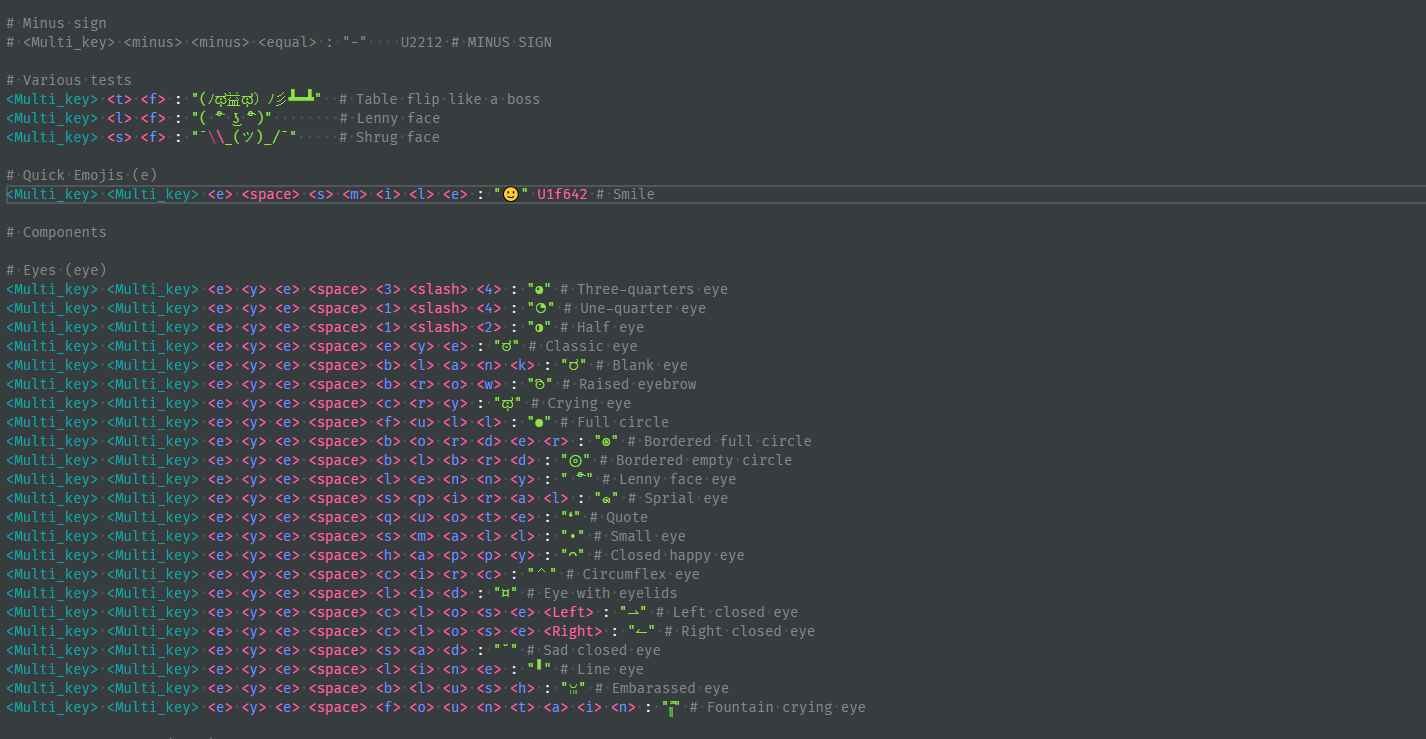 # Minus sign
# <Multi_key> <minus> <minus> <equal> : "-"    U2212 # MINUS SIGN
# Various tests
<Multi_key> <t> <f> : "(ﾉಥ益ಥ）ﾉ彡┻━┻"  # Table flip like a boss
<Multi_key> <l> <f> : "( ͡° ͜ʖ ͡°)"        # Lenny face
<Multi_key> <s> <f> : "¯\\_(ツ)_/¯"     # Shrug face
# Quick Emojis (e)
<Multi_key> <Multi_key> <e> <space> <s> <m> <i> <l> <e> : "🙂" U1f642 # Smile
# Components
# Eyes (eye)
<Multi_key> <Multi_key> <e> <y> <e> <space> <3> <slash> <4> : "◕" # Three-quarters eye
<Multi_key> <Multi_key> <e> <y> <e> <space> <1> <slash> <4> : "◔" # Une-quarter eye
<Multi_key> <Multi_key> <e> <y> <e> <space> <1> <slash> <2> : "◑" # Half eye
<Multi_key> <Multi_key> <e> <y> <e> <space> <e> <y> <e> : "ಠ" # Classic eye
<Multi_key> <Multi_key> <e> <y> <e> <space> <b> <l> <a> <n> <k> : "ರ" # Blank eye
<Multi_key> <Multi_key> <e> <y> <e> <space> <b> <r> <o> <w> : "ὃ" # Raised eyebrow
<Multi_key> <Multi_key> <e> <y> <e> <space> <c> <r> <y> : "ಥ" # Crying eye
<Multi_key> <Multi_key> <e> <y> <e> <space> <f> <u> <l> <l> : "●" # Full circle
<Multi_key> <Multi_key> <e> <y> <e> <space> <b> <o> <r> <d> <e> <r> : "◉" # Bordered full circle
<Multi_key> <Multi_key> <e> <y> <e> <space> <b> <l> <b> <r> <d> : "◎" # Bordered empty circle
<Multi_key> <Multi_key> <e> <y> <e> <space> <l> <e> <n> <n> <y> : " ͡°" # Lenny face eye
<Multi_key> <Multi_key> <e> <y> <e> <space> <s> <p> <i> <r> <a> <l> : "๑" # Sprial eye
<Multi_key> <Multi_key> <e> <y> <e> <space> <q> <u> <o> <t> <e> : "❛" # Quote
<Multi_key> <Multi_key> <e> <y> <e> <space> <s> <m> <a> <l> <l> : "•" # Small eye
<Multi_key> <Multi_key> <e> <y> <e> <space> <h> <a> <p> <p> <y> : "ᴖ" # Closed happy eye
<Multi_key> <Multi_key> <e> <y> <e> <space> <c> <i> <r> <c> : "^" # Circumflex eye
<Multi_key> <Multi_key> <e> <y> <e> <space> <l> <i> <d> : "¤" # Eye with eyelids
<Multi_key> <Multi_key> <e> <y> <e> <space> <c> <l> <o> <s> <e> <Left> : "⇀" # Left closed eye
<Multi_key> <Multi_key> <e> <y> <e> <space> <c> <l> <o> <s> <e> <Right> : "↼" # Right closed eye
<Multi_key> <Multi_key> <e> <y> <e> <space> <s> <a> <d> : "˘" # Sad closed eye
<Multi_key> <Multi_key> <e> <y> <e> <space> <l> <i> <n> <e> : "╹" # Line eye
<Multi_key> <Multi_key> <e> <y> <e> <space> <b> <l> <u> <s> <h> : "⍨" # Embarassed eye
<Multi_key> <Multi_key> <e> <y> <e> <space> <f> <o> <u> <n> <t> <a> <i> <n> : "╥" # Fountain crying eye